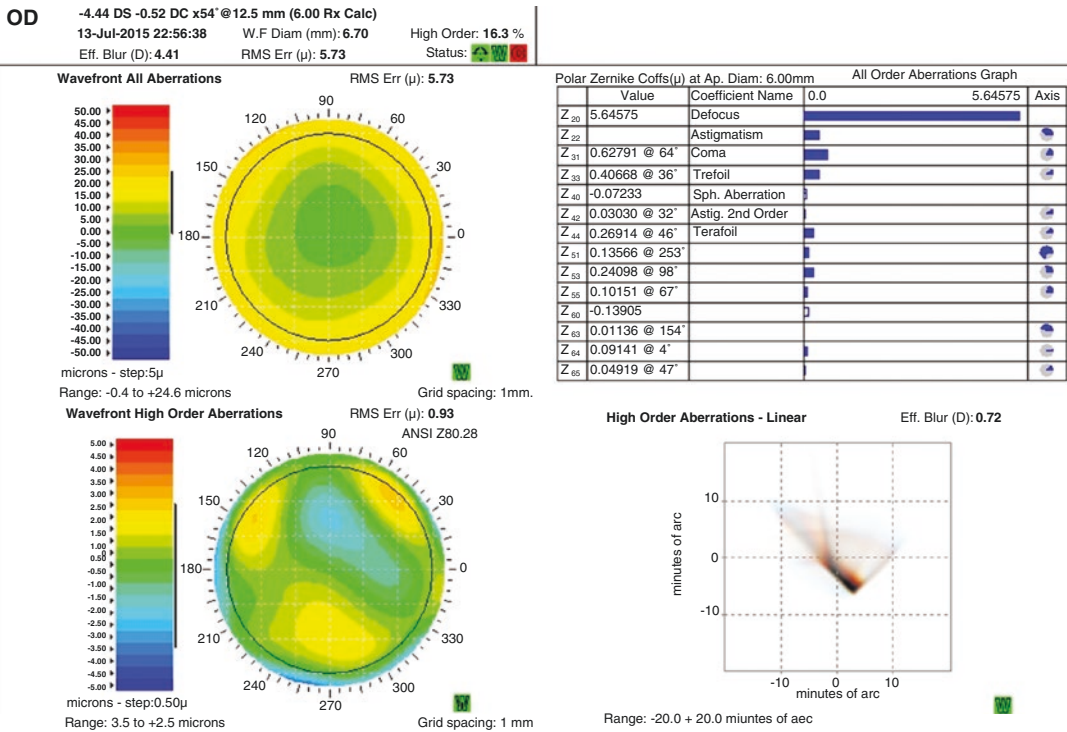 OD
-4.44 DS -0.52 DC x54°@12.5 mm (6.00 Rx Calc)
13-Jul-2015 22:56:38 W.F Diam (mm): 6.70 High Order: 16.3 %
Eff. Blur (D): 4.41 RMS Err (μ): 5.73 Status:
Wavefront All Aberrations RMS Err (μ): 5.73
50.00
45.00
40.00
35.00
30.00
25.00
20.00
15.00
10.00
5.00
0.00
-5.00
-10.00
-15.00
-20.00
-25.00
-30.00
-35.00
-40.00
-45.00
-50.00
90
120 60
150 30
180 0
210 330
240 300
270
microns - step:5μ
Range: -0.4 to +24.6 microns Grid spacing: 1mm.
Polar Zernike Coffs(μ) at Ap. Diam: 6.00mm All Order Aberrations Graph
Value Coefficient Name 0.0 5.64575 Axis
Z 20 5.64575 Defocus
Z 22 Astigmatism
Z 31 0.62791 @ 64° Coma
Z 33 0.40668 @ 36° Trefoil
Z 40 -0.07233 Sph. Aberration
Z 42 0.03030 @ 32° Astig. 2nd Order
Z 44 0.26914 @ 46° Terafoil
Z 51 0.13566 @ 253°
Z 53 0.24098 @ 98°
Z 55 0.10151 @ 67°
Z 60 -0.13905
Z 63 0.01136 @ 154°
Z 64 0.09141 @ 4°
Z 65 0.04919 @ 47°
Wavefront High Order Aberrations RMS Err (μ): 0.93
ANSI Z80.28
5.00
4.50
4.00
3.50
3.00
2.50
2.00
1.50
1.00
0.50
0.50
-0.50
-1.00
-1.50
-2.00
-2.50
-3.00
-3.50
-4.00
-4.50
-5.00
90
120 60
150 30
180 0
210 330
240 300
270
microns - step:0.50μ
Range: 3.5 to +2.5 microns Grid spacing: 1 mm
High Order Aberrations - Linear Eff. Blur (D): 0.72
minutes of arc
10
0
-10
-10 0 10
minutes of arc
Range: -20.0 + 20.0 miuntes of aec